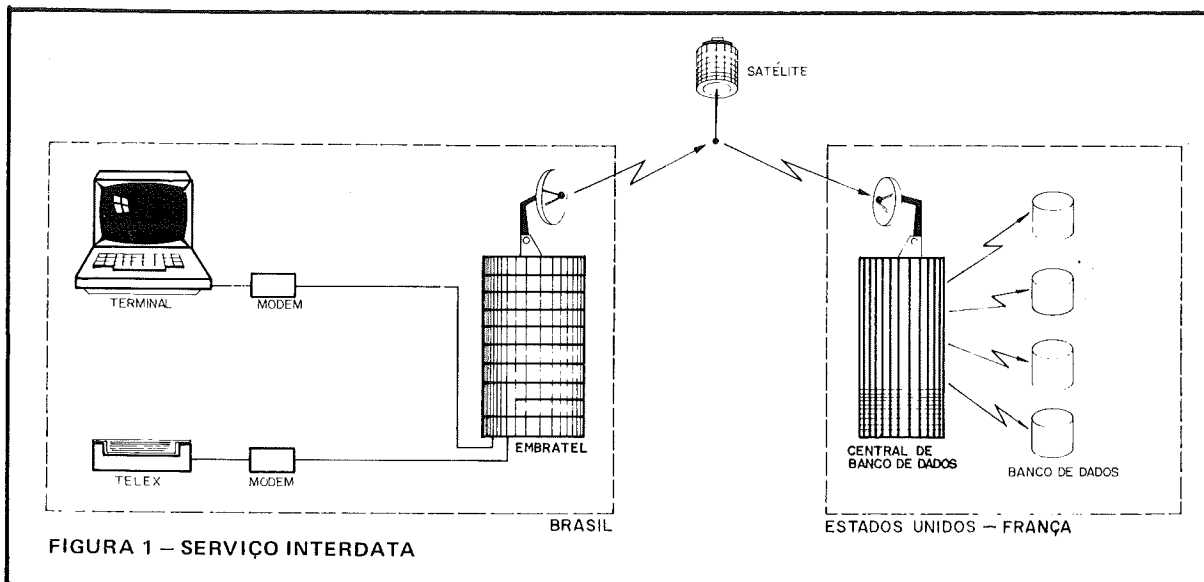 SATÉLITE
TERMINAL
MODEM
TELEX
MODEM
EMBRATEL
BRASIL
CENTRAL DE
BANCO DE DADOS
BANCO DE DADOS
ESTADOS UNIDOS — FRANÇA
FIGURA 1 — SERVIÇO INTERDATA